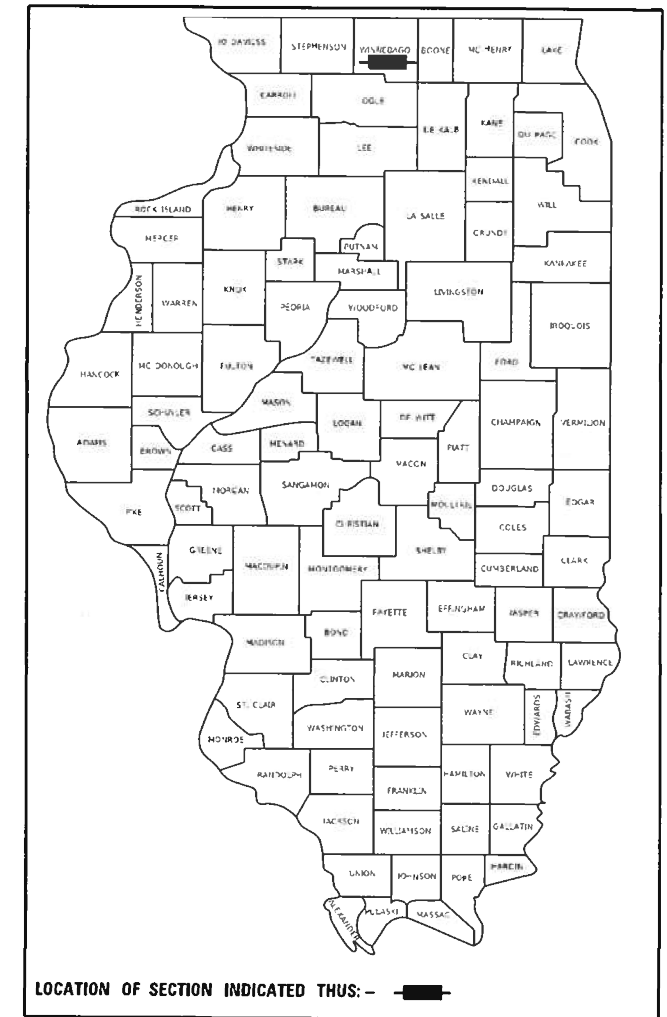 JO DAVIESS STEPHENSON WINNEBAGO BOONE MC HENRY LAKE
CARROLL OGLE DE KALB KANE DU PAGE COOK
WHITESIDE LEE KENDALL WILL
ROCK ISLAND HENRY BUREAU LA SALLE GRUNDY
MERCER PUTNAM KANKAKEE
STARK MARSHALL
HENDERSON WARREN KNOX PEORIA WOODFORD LIVINGSTON IROQUOIS
HANCOCK MC DONOUGH FULTON TAZEWELL MC LEAN FORD
SCHUYLER MASON LOGAN DE WITT CHAMPAIGN VERMILION
ADAMS BROWN CASS MENARD PIATT
MACON
PIKE SCOTT MORGAN SANGAMON MOULTRIE DOUGLAS EDGAR
CHRISTIAN COLES
CALHOUN GREENE MACOUPIN MONTGOMERY SHELBY CUMBERLAND CLARK
JERSEY FAYETTE EFFINGHAM JASPER CRAWFORD
MADISON BOND
CLINTON MARION CLAY RICHLAND LAWRENCE
ST. CLAIR WAYNE EDWARDS WABASH
MONROE WASHINGTON JEFFERSON
RANDOLPH PERRY FRANKLIN HAMILTON WHITE
JACKSON WILLIAMSON SALINE GALLATIN
UNION JOHNSON POPE HARDIN
ALEXANDER PULASKI MASSAC
LOCATION OF SECTION INDICATED THUS: -